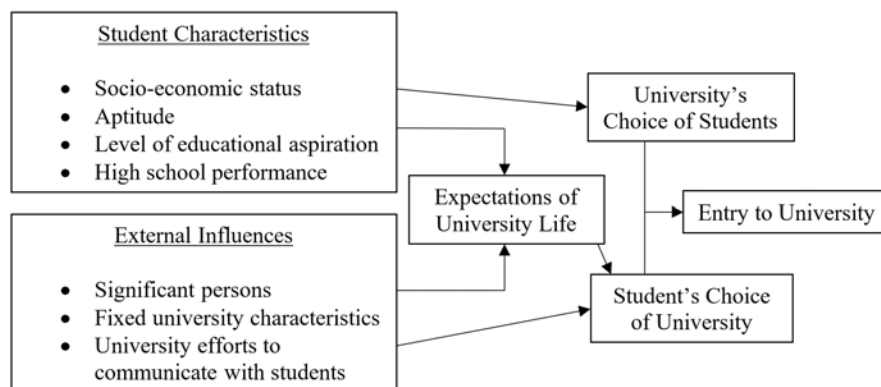 Student Characteristics
• Socio-economic status
• Aptitude
• Level of educational aspiration
• High school performance
External Influences
• Significant persons
• Fixed university characteristics
• University efforts to
communicate with students
Expectations of
University Life
University's
Choice of Students
Student's Choice
of University
Entry to University